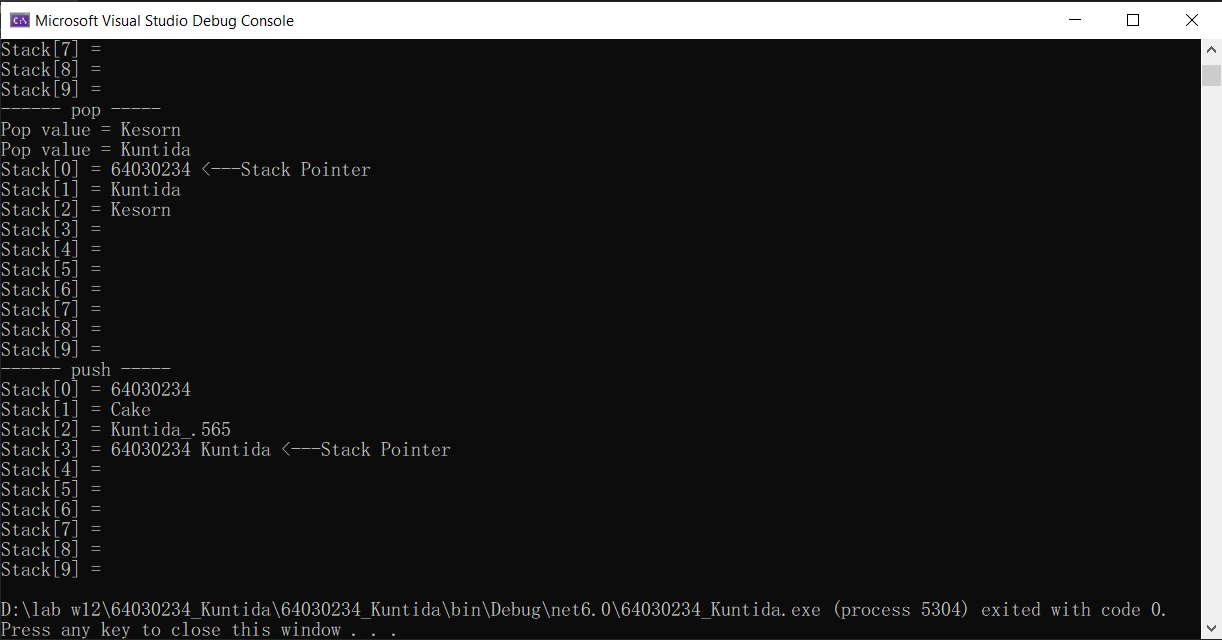 Microsoft Visual Studio Debug Console
Stack[7] =
Stack[8] =
Stack[9] =
------ pop -----
Pop value = Kesorn
Pop value = Kuntida
Stack[0] = 64030234 <---Stack Pointer
Stack[1] = Kuntida
Stack[2] = Kesorn
Stack[3] =
Stack[4] =
Stack[5] =
Stack[6] =
Stack[7] =
Stack[8] =
Stack[9] =
------ push -----
Stack[0] = 64030234
Stack[1] = Cake
Stack[2] = Kuntida_.565
Stack[3] = 64030234 Kuntida <---Stack Pointer
Stack[4] =
Stack[5] =
Stack[6] =
Stack[7] =
Stack[8] =
Stack[9] =
D:\lab w12\64030234_Kuntida\64030234_Kuntida\bin\Debug\net6.0\64030234_Kuntida.exe (process 5304) exited with code 0.
Press any key to close this window . . .